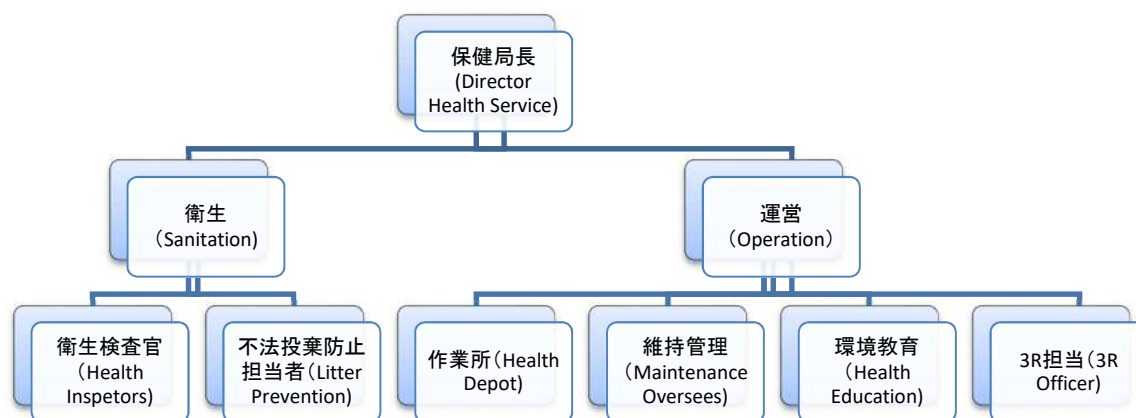 保健局長
(Director
Health Service)
衛生
（Sanitation)
運営
（Operation）
衛生検査官
（Health
Inspetors)
不法投棄防止
担当者（Litter
Prevention)
作業所（Health
Depot)
維持管理
（Maintenance
Oversees)
環境教育
（Health
Education)
3R担当（3R
Officer)